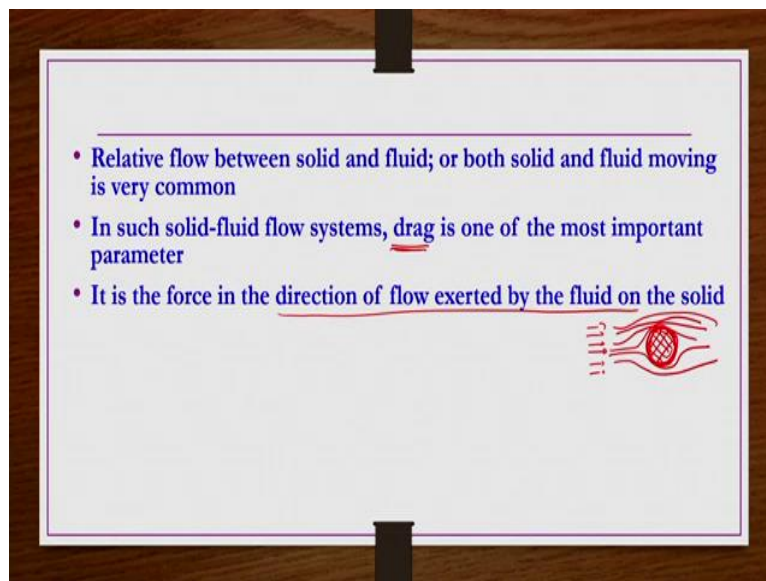 • Relative flow between solid and fluid; or both solid and fluid moving
is very common
• In such solid-fluid flow systems, drag is one of the most important
parameter
• It is the force in the direction of flow exerted by the fluid on the solid